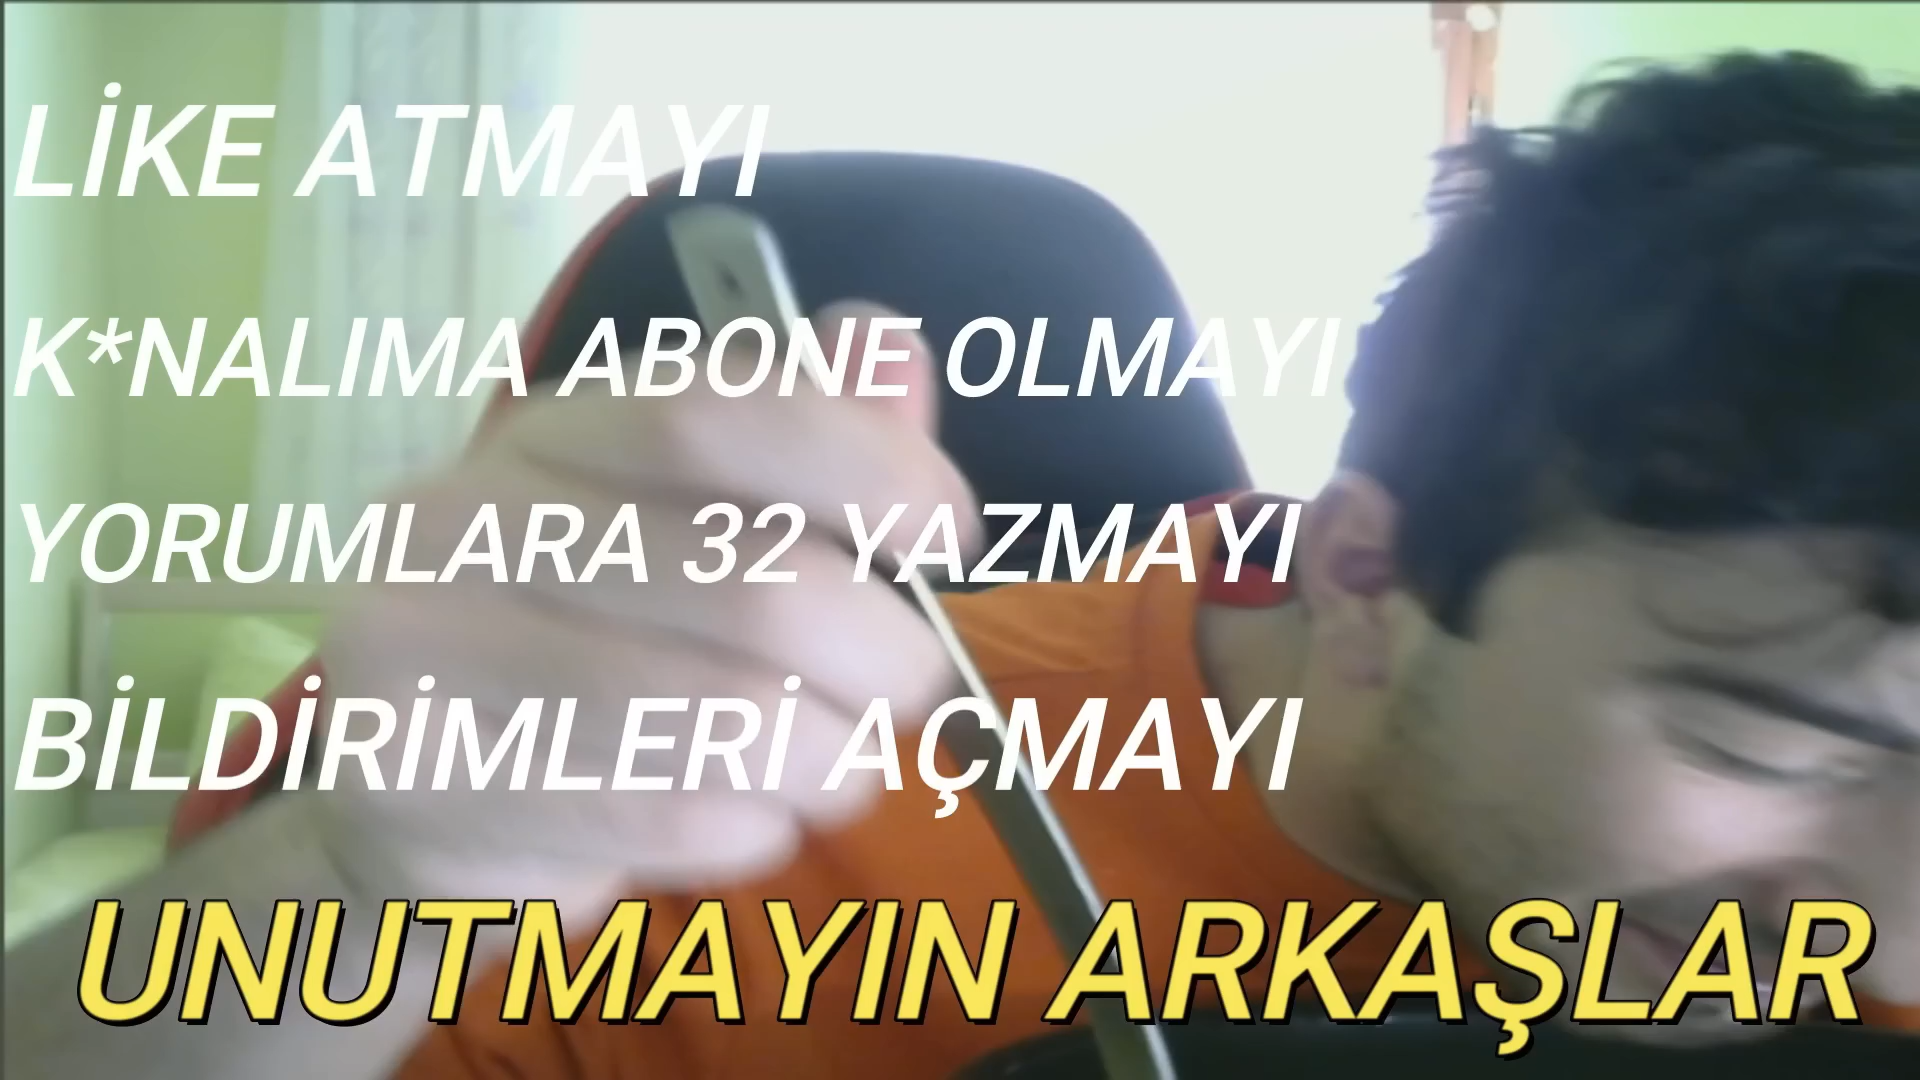 LİKE ATMAYI
K*NALIMA ABONE OLMAYI
YORUMLARA 32 YAZMAYI
BİLDİRİMLERİ AÇMAYI
UNUTMAYIN ARKAŞLAR